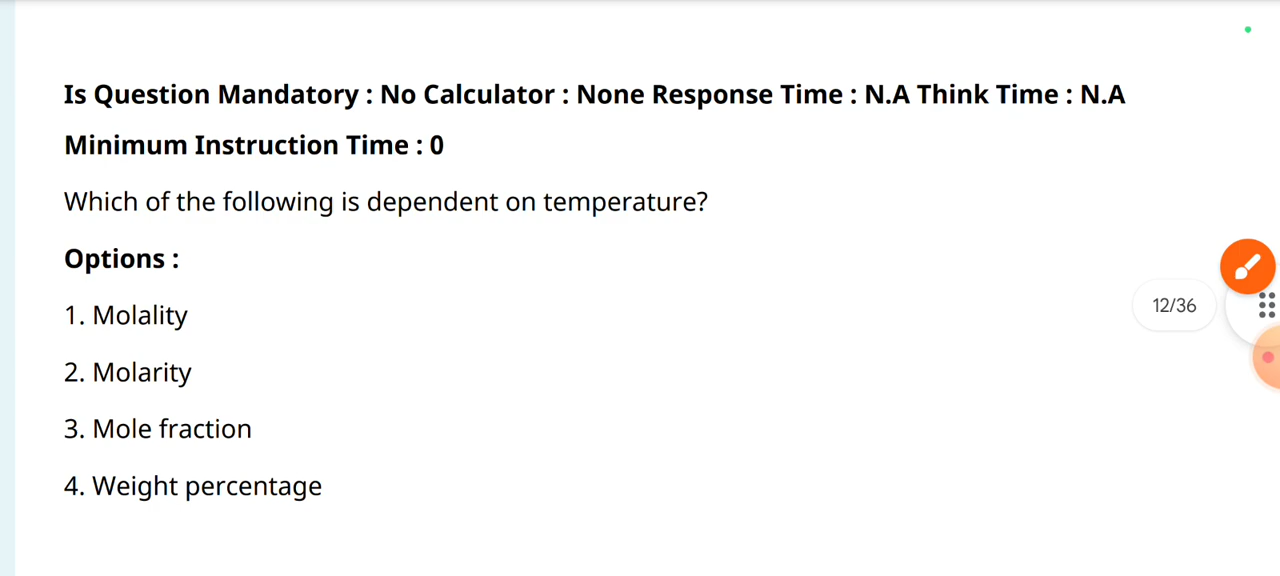 Is Question Mandatory : No Calculator : None Response Time : N.A Think Time : N.A
Minimum Instruction Time : 0
Which of the following is dependent on temperature?
Options :
1. Molality
2. Molarity
3. Mole fraction
4. Weight percentage
12/36